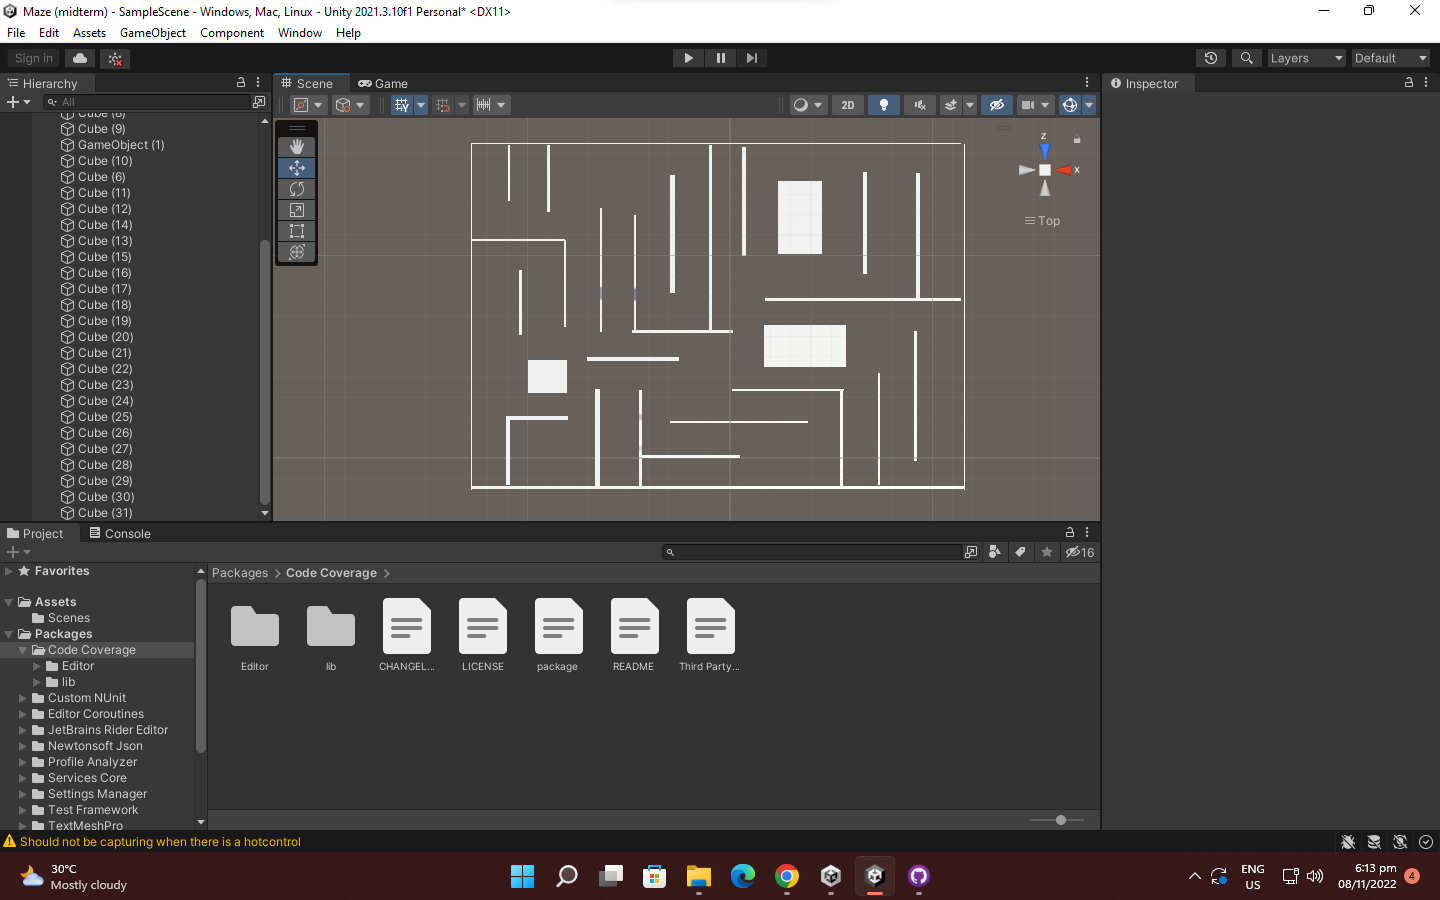 Maze (midterm) - SampleScene - Windows, Mac, Linux - Unity 2021.3.10f1 Personal* <DX11>
File Edit Assets GameObject Component Window Help
Sign in Layers Default
Hierarchy Scene Game Inspector
All 2D
Cube (8)
Cube (9)
GameObject (1)
Cube (10)
Cube (6)
Cube (11)
Cube (12)
Cube (14)
Cube (13)
Cube (15)
Cube (16)
Cube (17)
Cube (18)
Cube (19)
Cube (20)
Cube (21)
Cube (22)
Cube (23)
Cube (24)
Cube (25)
Cube (26)
Cube (27)
Cube (28)
Cube (29)
Cube (30)
Cube (31)
z
x
Top
Project Console
16
Favorites
Assets
Scenes
Packages
Code Coverage
Editor
lib
Custom NUnit
Editor Coroutines
JetBrains Rider Editor
Newtonsoft Json
Profile Analyzer
Services Core
Settings Manager
Test Framework
TextMeshPro
Packages > Code Coverage >
Editor lib CHANGEL... LICENSE package README Third Party...
Should not be capturing when there is a hotcontrol
30°C
Mostly cloudy
ENG
US
6:13 pm
08/11/2022
4